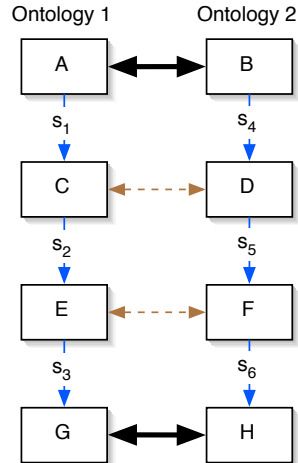 Ontology 1 Ontology 2
A B
s1 s4
C D
s2 s5
E F
s3 s6
G H